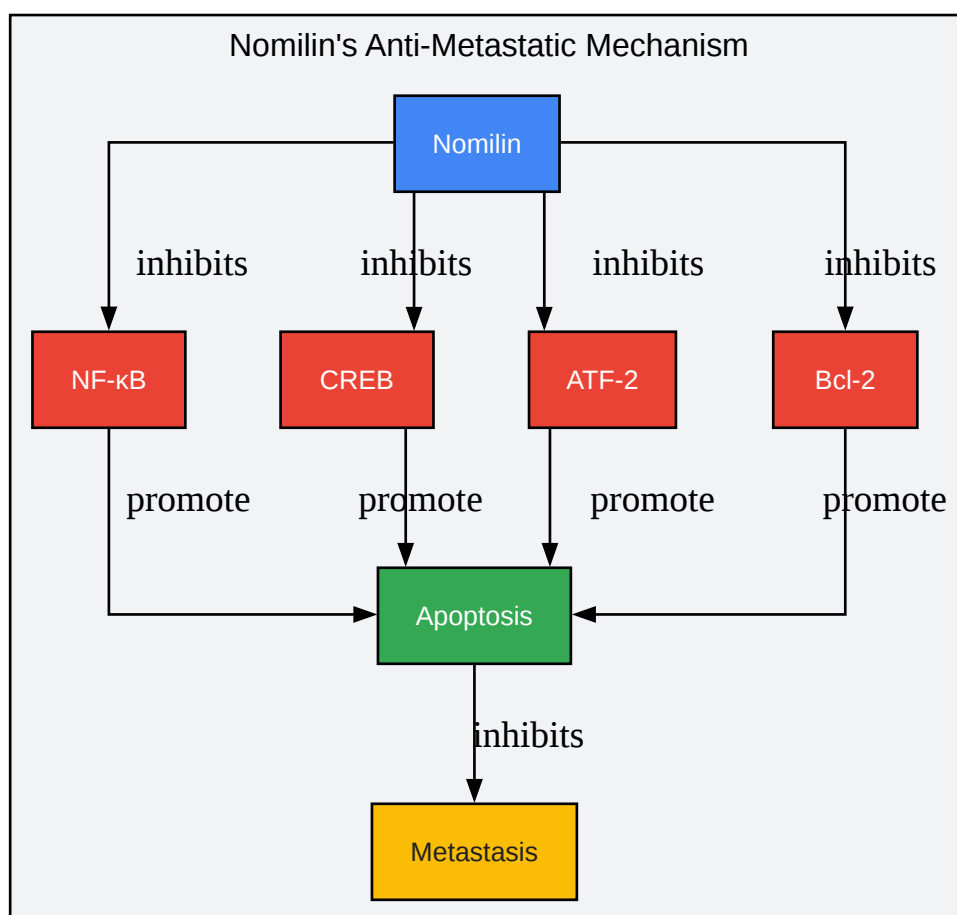 Nomilin's Anti-Metastatic Mechanism
Nomilin
inhibits inhibits inhibits inhibits
NF-κB CREB ATF-2 Bcl-2
promote promote promote promote
Apoptosis
inhibits
Metastasis